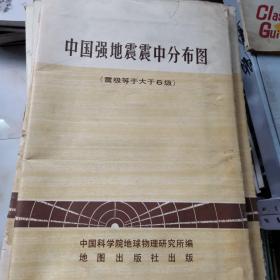 中国强地震震中分布图
(震级等于大于6级)
中国科学院地球物理研究所编
地图出版社出版